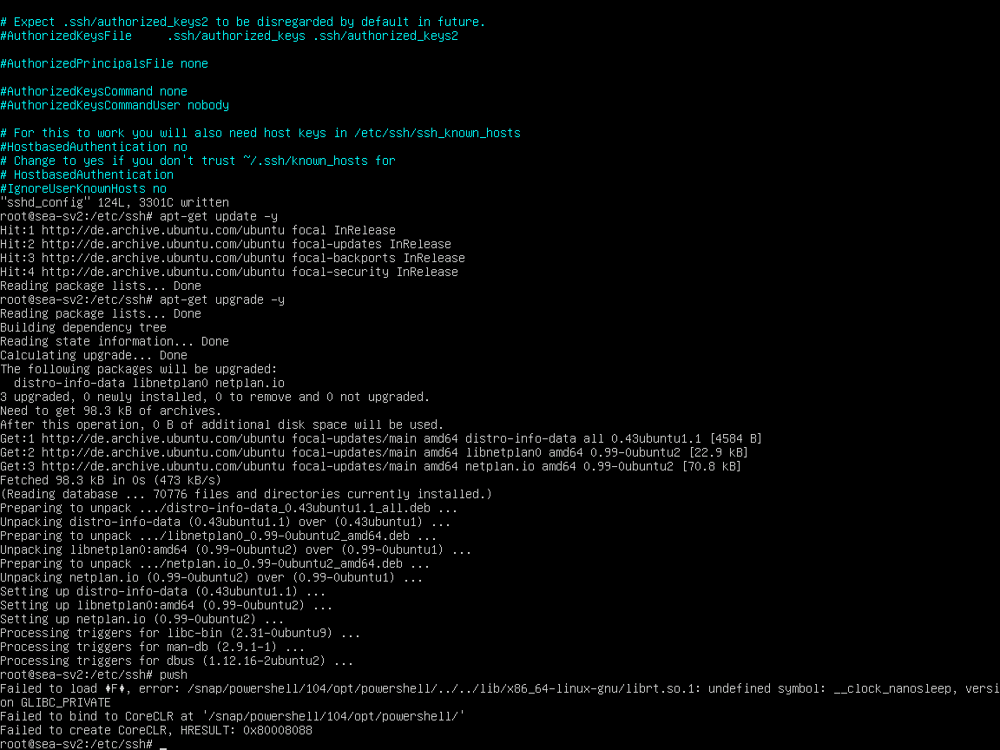 # Expect .ssh/authorized_keys2 to be disregarded by default in future.
#AuthorizedKeysFile     .ssh/authorized_keys .ssh/authorized_keys2
#AuthorizedPrincipalsFile none
#AuthorizedKeysCommand none
#AuthorizedKeysCommandUser nobody
# For this to work you will also need host keys in /etc/ssh/ssh_known_hosts
#HostbasedAuthentication no
# Change to yes if you don't trust ~/.ssh/known_hosts for
# HostbasedAuthentication
#IgnoreUserKnownHosts no
"sshd_config" 124L, 3301C written
root@sea-sv2:/etc/ssh# apt-get update -y
Hit:1 http://de.archive.ubuntu.com/ubuntu focal InRelease
Hit:2 http://de.archive.ubuntu.com/ubuntu focal-updates InRelease
Hit:3 http://de.archive.ubuntu.com/ubuntu focal-backports InRelease
Hit:4 http://de.archive.ubuntu.com/ubuntu focal-security InRelease
Reading package lists... Done
root@sea-sv2:/etc/ssh# apt-get upgrade -y
Reading package lists... Done
Building dependency tree
Reading state information... Done
Calculating upgrade... Done
The following packages will be upgraded:
  distro-info-data libnetplan0 netplan.io
3 upgraded, 0 newly installed, 0 to remove and 0 not upgraded.
Need to get 98.3 kB of archives.
After this operation, 0 B of additional disk space will be used.
Get:1 http://de.archive.ubuntu.com/ubuntu focal-updates/main amd64 distro-info-data all 0.43ubuntu1.1 [4584 B]
Get:2 http://de.archive.ubuntu.com/ubuntu focal-updates/main amd64 libnetplan0 amd64 0.99-0ubuntu2 [22.9 kB]
Get:3 http://de.archive.ubuntu.com/ubuntu focal-updates/main amd64 netplan.io amd64 0.99-0ubuntu2 [70.8 kB]
Fetched 98.3 kB in 0s (473 kB/s)
(Reading database ... 70776 files and directories currently installed.)
Preparing to unpack .../distro-info-data_0.43ubuntu1.1_all.deb ...
Unpacking distro-info-data (0.43ubuntu1.1) over (0.43ubuntu1) ...
Preparing to unpack .../libnetplan0_0.99-0ubuntu2_amd64.deb ...
Unpacking libnetplan0:amd64 (0.99-0ubuntu2) over (0.99-0ubuntu1) ...
Preparing to unpack .../netplan.io_0.99-0ubuntu2_amd64.deb ...
Unpacking netplan.io (0.99-0ubuntu2) over (0.99-0ubuntu1) ...
Setting up distro-info-data (0.43ubuntu1.1) ...
Setting up libnetplan0:amd64 (0.99-0ubuntu2) ...
Setting up netplan.io (0.99-0ubuntu2) ...
Processing triggers for libc-bin (2.31-0ubuntu9) ...
Processing triggers for man-db (2.9.1-1) ...
Processing triggers for dbus (1.12.16-2ubuntu2) ...
root@sea-sv2:/etc/ssh# pwsh
Failed to load ♦F♦, error: /snap/powershell/104/opt/powershell/../../lib/x86_64-linux-gnu/librt.so.1: undefined symbol: __clock_nanosleep, versi
on GLIBC_PRIVATE
Failed to bind to CoreCLR at '/snap/powershell/104/opt/powershell/'
Failed to create CoreCLR, HRESULT: 0x80008088
root@sea-sv2:/etc/ssh# _